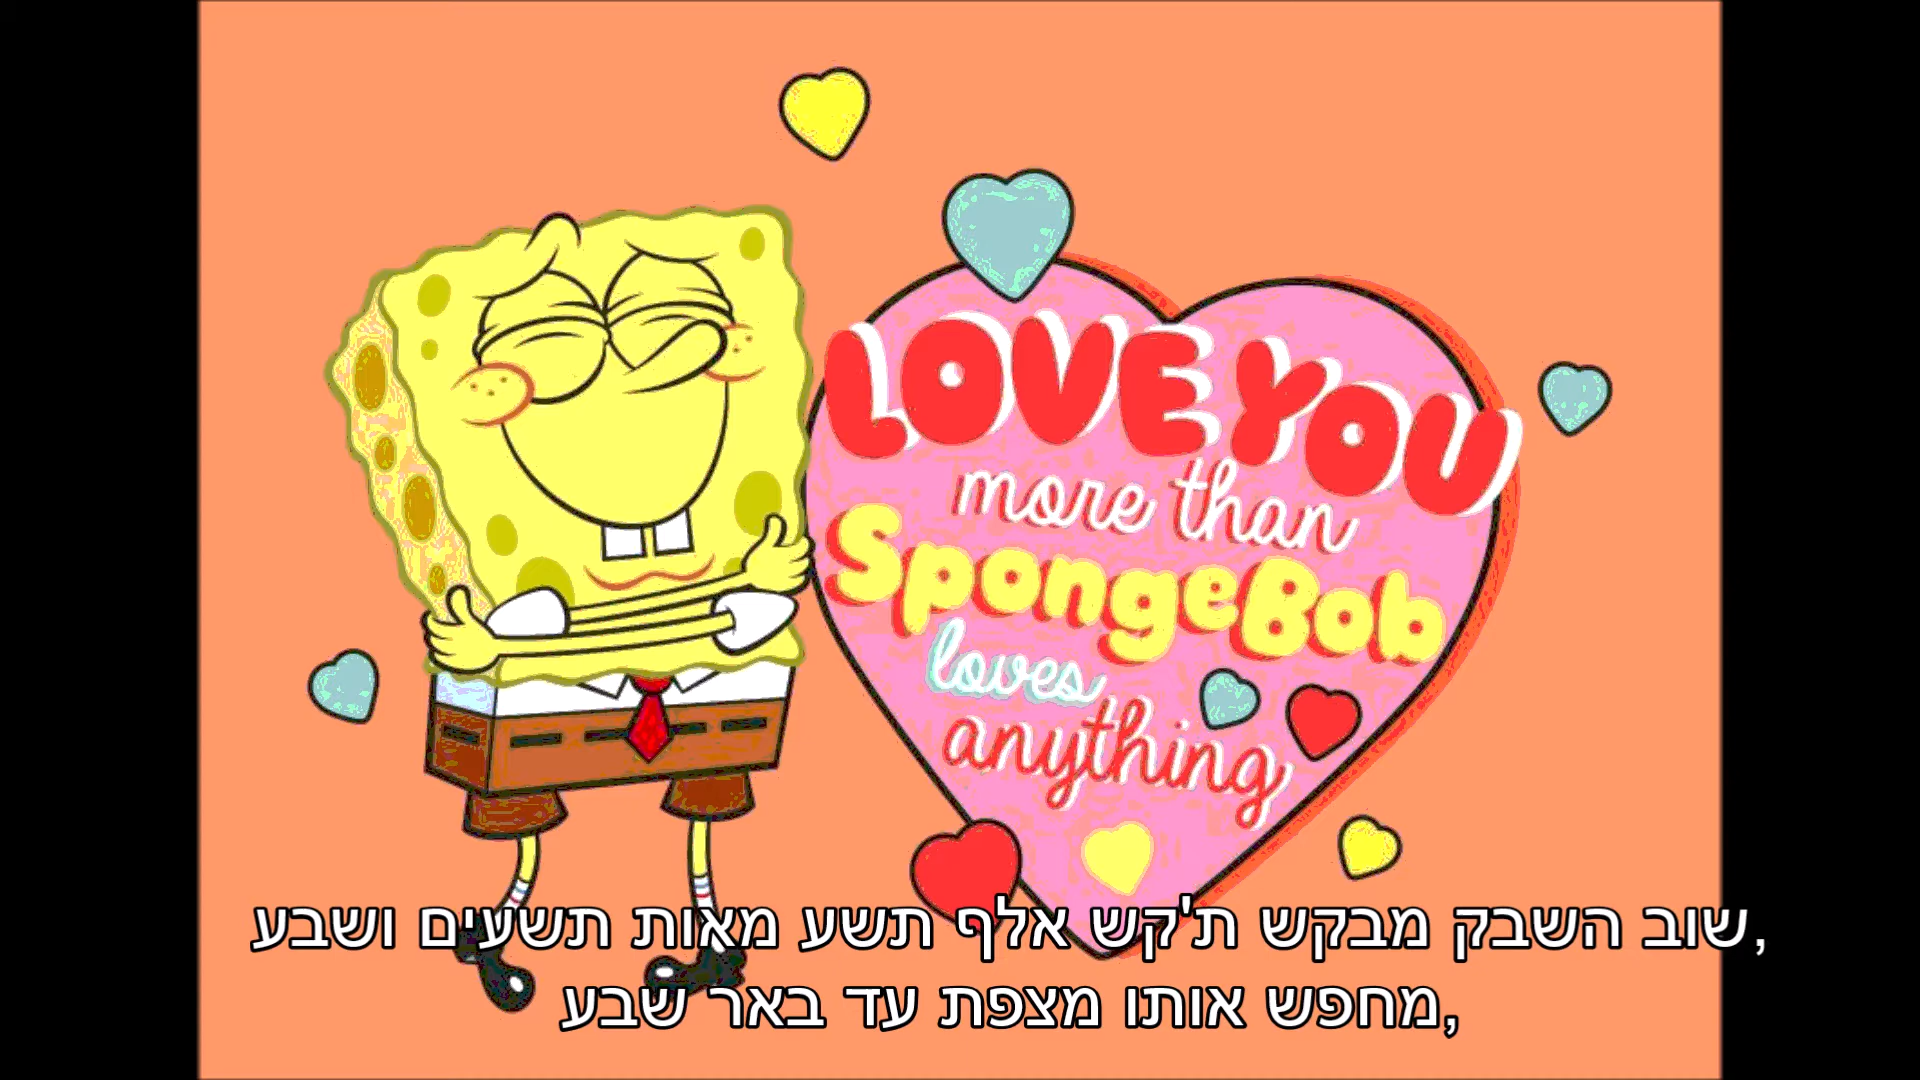 LOVE YOU
more than
SpongeBob
loves
anything
שוב השבק מבקש ת'קש אלף תשע מאות תשעים ושבע,
מחפש אותו מצפת עד באר שבע,